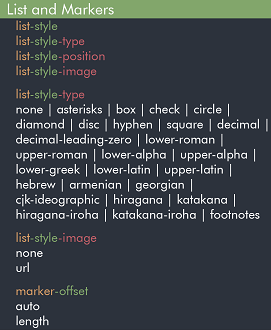 List and Markers
list-style
list-style-type
list-style-position
list-style-image
list-style-type
none | asterisks | box | check | circle |
diamond | disc | hyphen | square | decimal |
decimal-leading-zero | lower-roman |
upper-roman | lower-alpha | upper-alpha |
lower-greek | lower-latin | upper-latin |
hebrew | armenian | georgian |
cjk-ideographic | hiragana | katakana |
hiragana-iroha | katakana-iroha | footnotes
list-style-image
none
url
marker-offset
auto
length